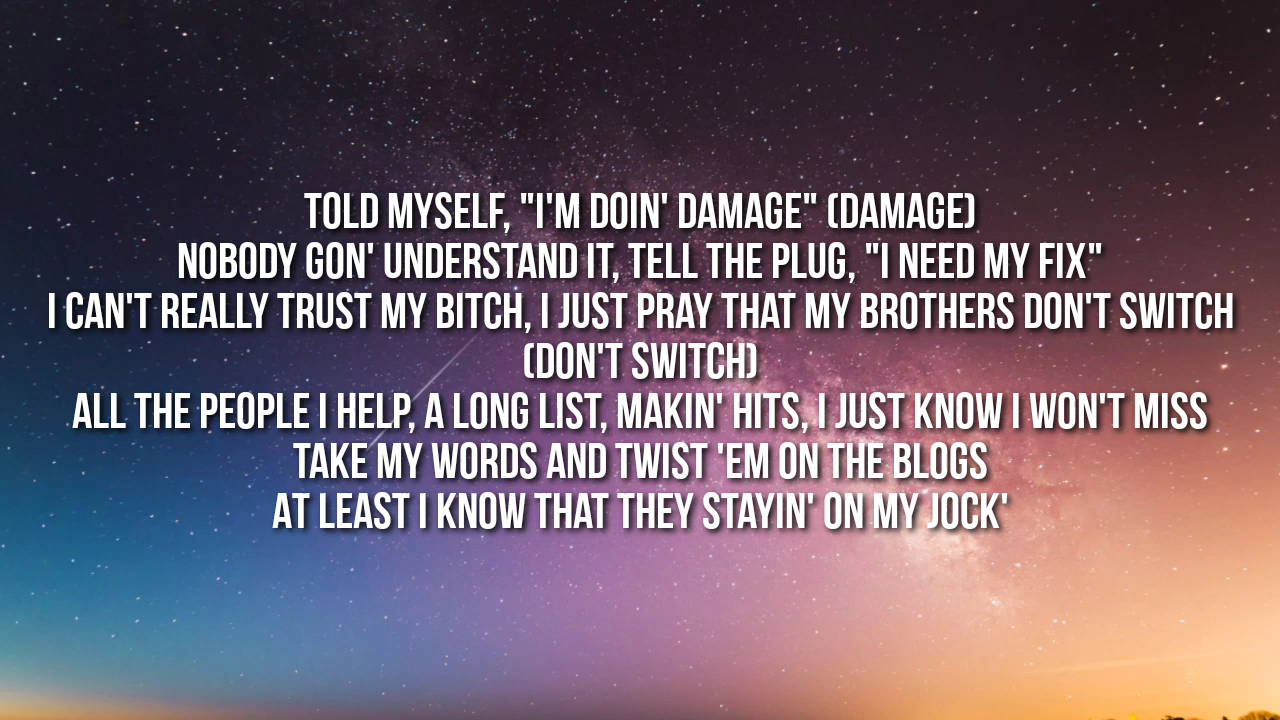 TOLD MYSELF, "I'M DOIN' DAMAGE" (DAMAGE)
NOBODY GON' UNDERSTAND IT, TELL THE PLUG, "I NEED MY FIX"
I CAN'T REALLY TRUST MY BITCH, I JUST PRAY THAT MY BROTHERS DON'T SWITCH
(DON'T SWITCH)
ALL THE PEOPLE I HELP, A LONG LIST, MAKIN' HITS, I JUST KNOW I WON'T MISS
TAKE MY WORDS AND TWIST 'EM ON THE BLOGS
AT LEAST I KNOW THAT THEY STAYIN' ON MY JOCK'